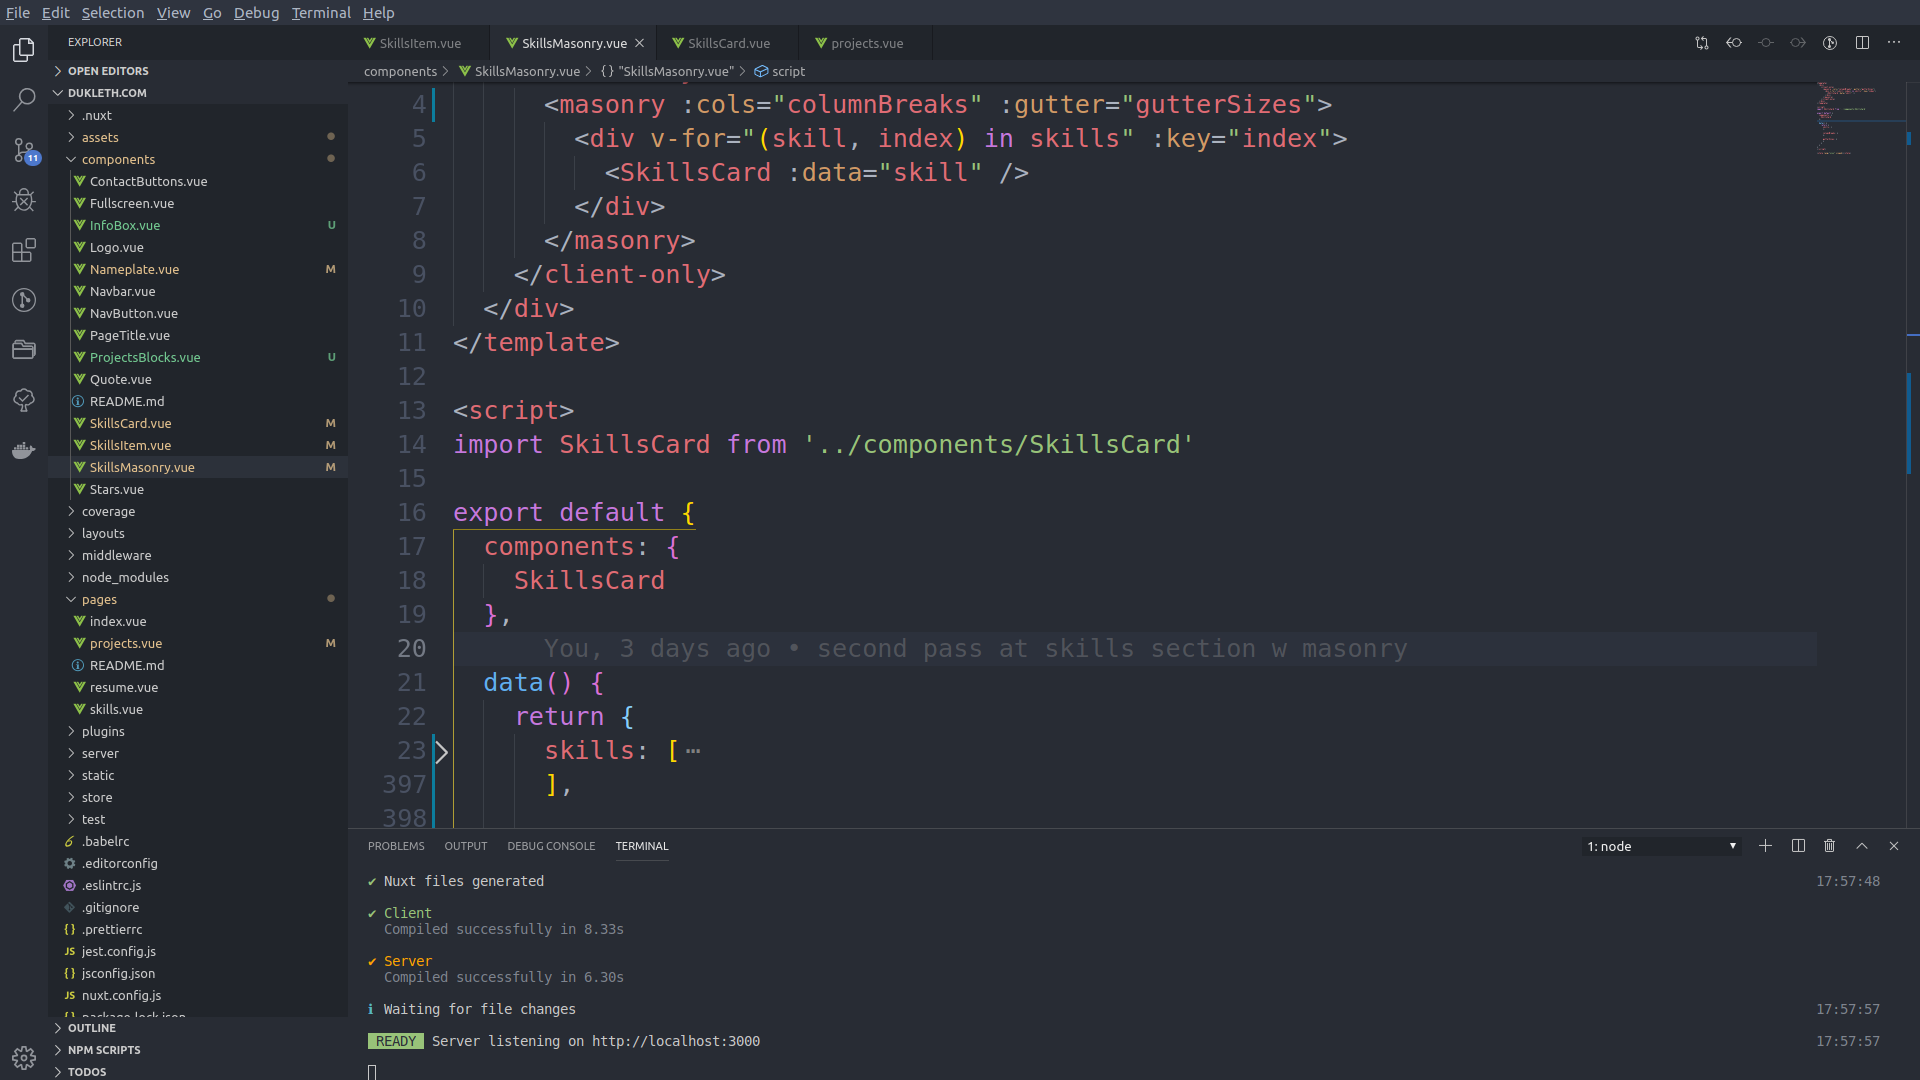 File Edit Selection View Go Debug Terminal Help
EXPLORER
OPEN EDITORS
DUKLETH.COM
.nuxt
assets
components
ContactButtons.vue
Fullscreen.vue
InfoBox.vue U
Logo.vue
Nameplate.vue M
Navbar.vue
NavButton.vue
PageTitle.vue
ProjectsBlocks.vue U
Quote.vue
README.md
SkillsCard.vue M
SkillsItem.vue M
SkillsMasonry.vue M
Stars.vue
coverage
layouts
middleware
node_modules
pages
index.vue
projects.vue M
README.md
resume.vue
skills.vue
plugins
server
static
store
test
.babelrc
.editorconfig
.eslintrc.js
.gitignore
{} .prettierrc
JS jest.config.js
{} jsconfig.json
JS nuxt.config.js
{} package-lock.json
OUTLINE
NPM SCRIPTS
TODOS
11
SkillsItem.vue SkillsMasonry.vue SkillsCard.vue projects.vue
components > SkillsMasonry.vue > {} "SkillsMasonry.vue" > script
4 <masonry :cols="columnBreaks" :gutter="gutterSizes">
5 <div v-for="(skill, index) in skills" :key="index">
6 <SkillsCard :data="skill" />
7 </div>
8 </masonry>
9 </client-only>
10 </div>
11 </template>
12
13 <script>
14 import SkillsCard from '../components/SkillsCard'
15
16 export default {
17 components: {
18 SkillsCard
19 },
20 You, 3 days ago • second pass at skills section w masonry
21 data() {
22 return {
23 skills: [ ⋯
397 ],
398
PROBLEMS OUTPUT DEBUG CONSOLE TERMINAL 1: node
✔ Nuxt files generated 17:57:48
✔ Client
Compiled successfully in 8.33s
✔ Server
Compiled successfully in 6.30s
ℹ Waiting for file changes 17:57:57
READY Server listening on http://localhost:3000 17:57:57